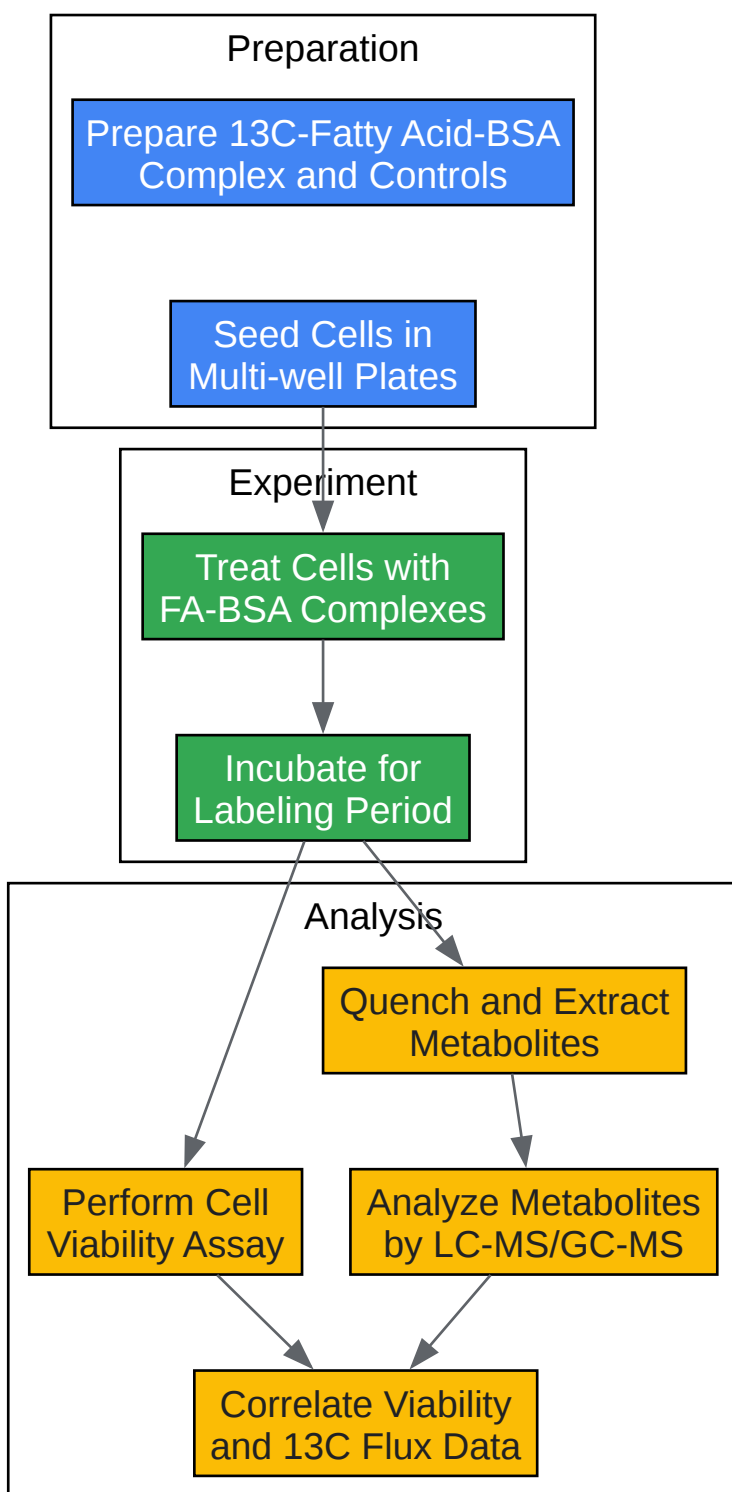 Preparation
Prepare 13C-Fatty Acid-BSA
Complex and Controls
Seed Cells in
Multi-well Plates
Experiment
Treat Cells with
FA-BSA Complexes
Incubate for
Labeling Period
Analysis
Quench and Extract
Metabolites
Perform Cell
Viability Assay
Analyze Metabolites
by LC-MS/GC-MS
Correlate Viability
and 13C Flux Data